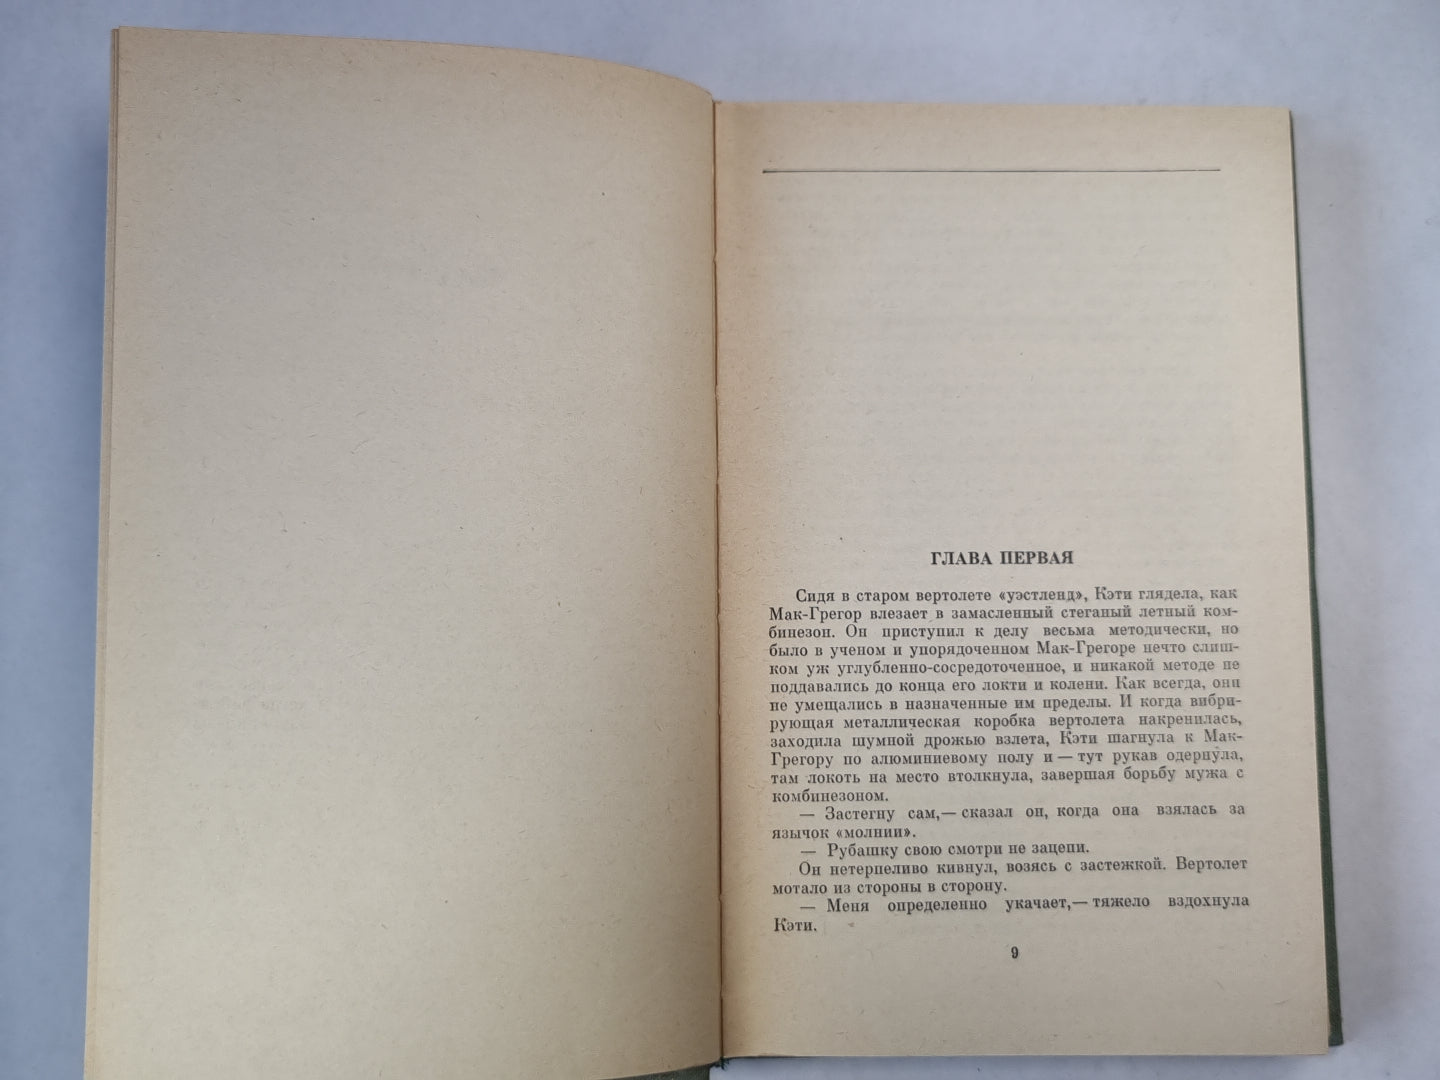 ГЛАВА ПЕРВАЯ
Сидя в старом вертолете «уэстленд», Кэти глядела, как
Мак-Грегор влезает в замасленный стеганый летный ком-
бинезон. Он приступил к делу весьма методически, но
было в ученом и упорядоченном Мак-Грегоре нечто слиш-
ком уж углубленно-сосредоточенное, и никакой методе не
поддавались до конца его локти и колени. Как всегда, они
не умещались в назначенные им пределы. И когда вибри-
рующая металлическая коробка вертолета накренилась,
заходила шумной дрожью взлета, Кэти шагнула к Мак-
Грегору по алюминиевому полу и — тут рукав одернула,
там локоть на место втолкнула, завершая борьбу мужа с
комбинезоном.
— Застегну сам,— сказал он, когда она взялась за
язычок «молнии».
— Рубашку свою смотри не зацепи.
Он нетерпеливо кивнул, возясь с застежкой. Вертолет
мотало из стороны в сторону.
— Меня определенно укачает,— тяжело вздохнула
Кэти.
9